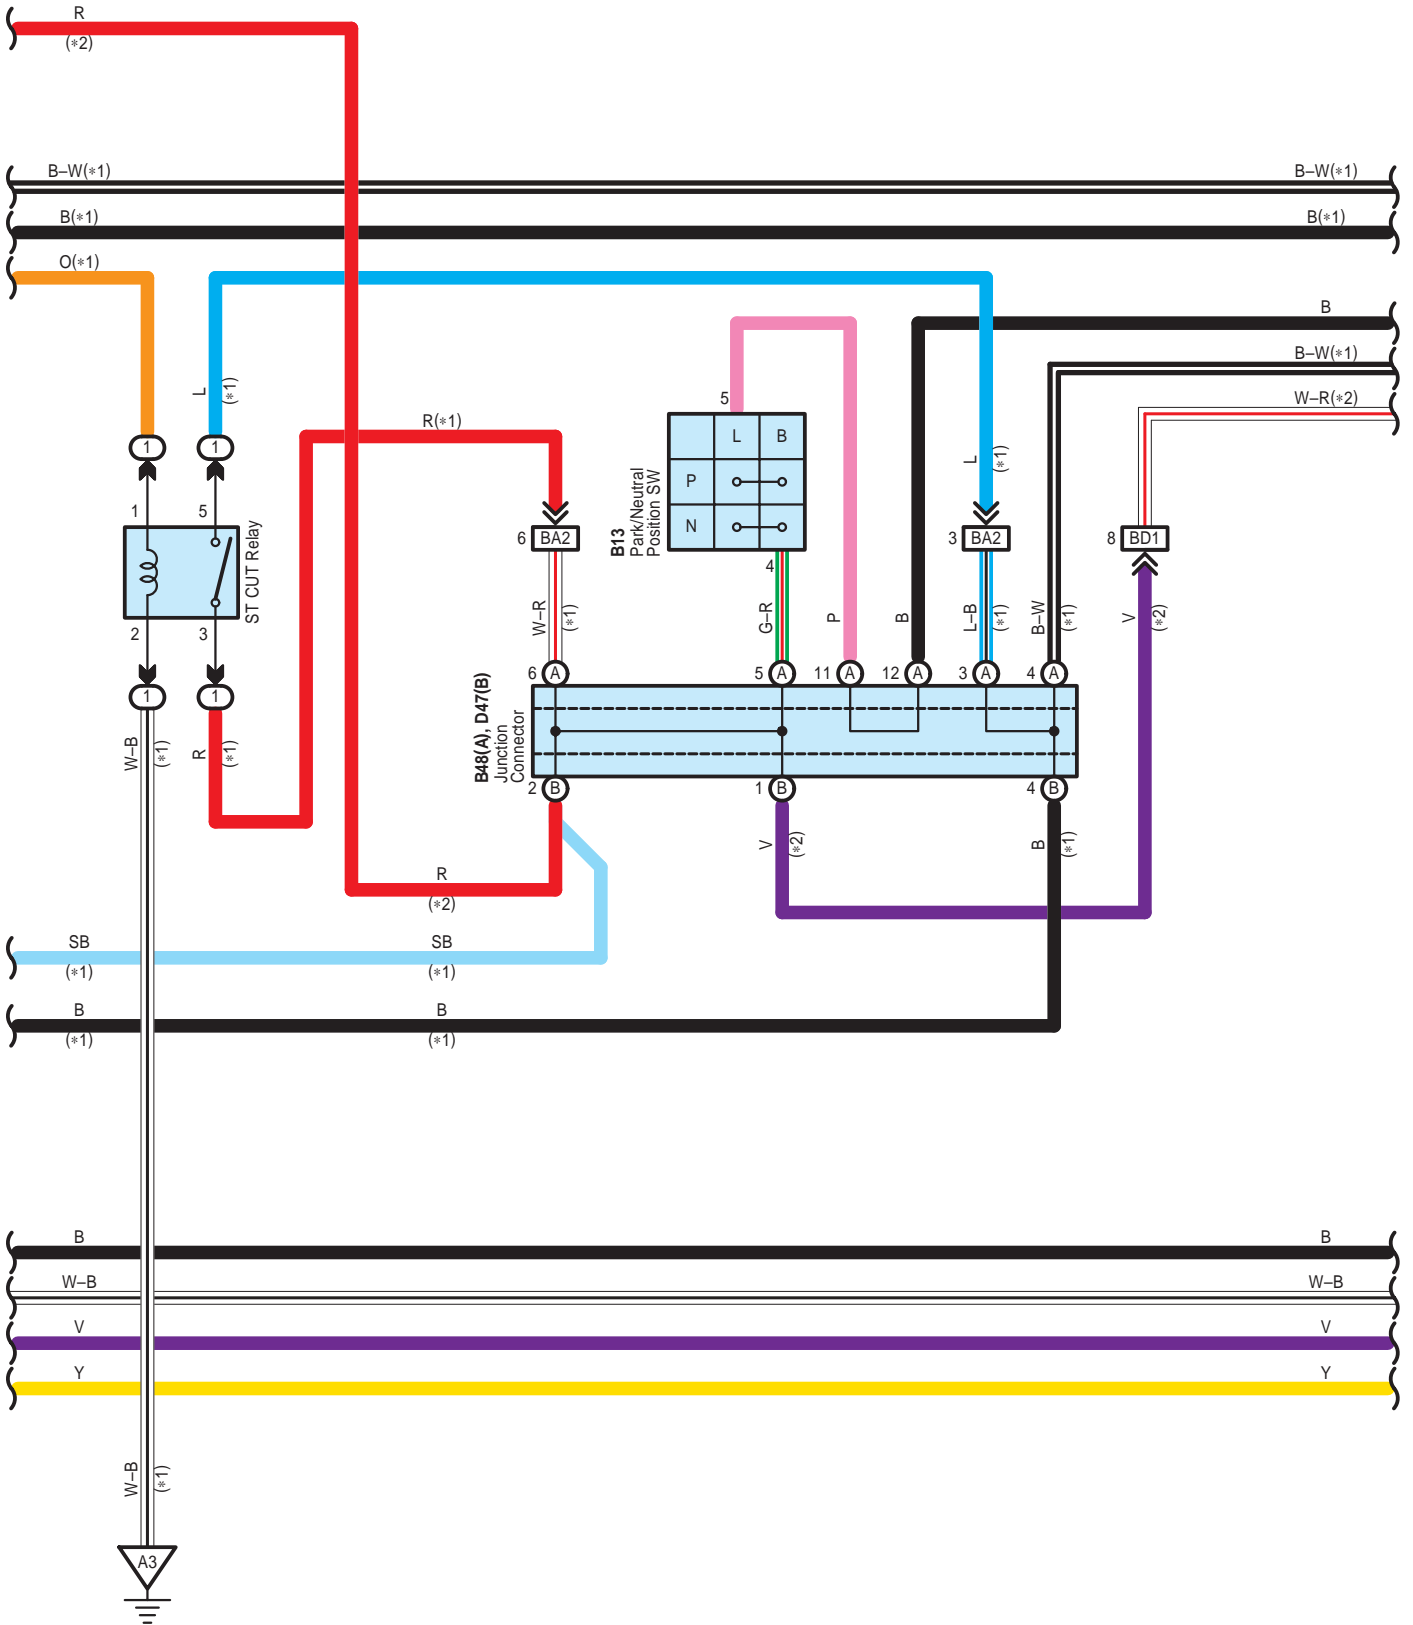 R
(∗2)
B–W(∗1)
B–W(∗1)
B(∗1)
B(∗1)
O(∗1)
B
B–W(∗1)
W–R(∗2)
L
(∗1)
R(∗1)
5
L B
P
N
4
B13
Park/Neutral
Position SW
L
(∗1)
1
1
1
5
ST CUT Relay
2
3
1
1
6
BA2
3
BA2
8
BD1
W–R
(∗1)
G–R
P
B
L–B
(∗1)
B–W
(∗1)
V
(∗2)
6 A
5 A
11 A
12 A
3 A
4 A
B48(A), D47(B)
Junction
Connector
2 B
1 B
4 B
W–B
(∗1)
R
(∗1)
V
(∗2)
B
(∗1)
R
(∗2)
SB
(∗1)
SB
(∗1)
B
(∗1)
B
(∗1)
B
B
W–B
W–B
V
V
Y
Y
W–B
(∗1)
A3